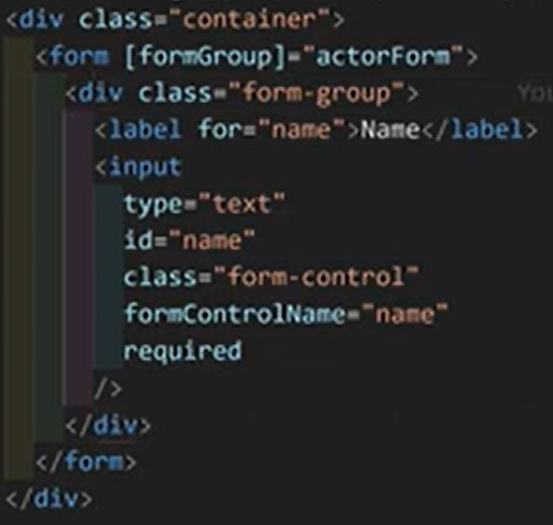 <div class="container">
<form [formGroup]="actorForm">
<div class="form-group">
<label for="name">Name</label>
<input
type="text"
id="name"
class="form-control"
formControlName="name"
required
/>
</div>
</form>
</div>